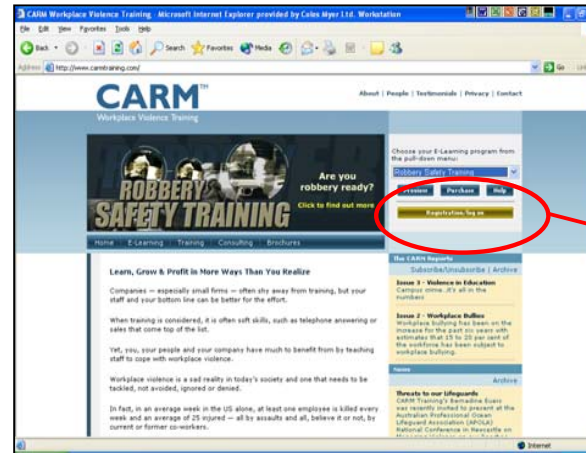 CARM Workplace Violence Training Microsoft Internet Explorer provided by Coles Myer Ltd. Workstation
File Edit View Favorites Tools Help
Back Search Favorites Media
Address http://www.carmtraining.com/ Go
CARM™
Workplace Violence Training
About | People | Testimonials | Privacy | Contact
ROBBERY
SAFETY TRAINING
Are you
robbery ready?
Click to find out more
Choose your E-Learning program from
the pull-down menu:
Robbery Safety Training
Preview Purchase Help
Registration/log on
Home E-Learning Training Consulting Brochures
Learn, Grow & Profit in More Ways Than You Realize
Companies — especially small firms — often shy away from training, but your
staff and your bottom line can be better for the effort.
When training is considered, it is often soft skills, such as telephone answering or
sales that come top of the list.
Yet, you, your people and your company have much to benefit from by teaching
staff to cope with workplace violence.
Workplace violence is a sad reality in today's society and one that needs to be
tackled, not avoided, ignored or denied.
In fact, in an average week in the US alone, at least one employee is killed every
week and an average of 25 injured — all by assaults and all, believe it or not, by
current or former co-workers.
The CARM Reports
Subscribe/Unsubscribe | Archive
Issue 3 - Violence in Education
Campus crime..it's all in the
numbers
Issue 2 - Workplace Bullies
Workplace bullying has been on the
increase for the past six years with
estimates that 15 to 20 per cent of
the workforce has been subject to
workplace bullying.
News
Archive
Threats to our Lifeguards
CARM Training's Bernadine Evers
was recently invited to present at the
Australian Professional Ocean
Lifeguard Association (APOLA)
National Conference in Newcastle on
Internet